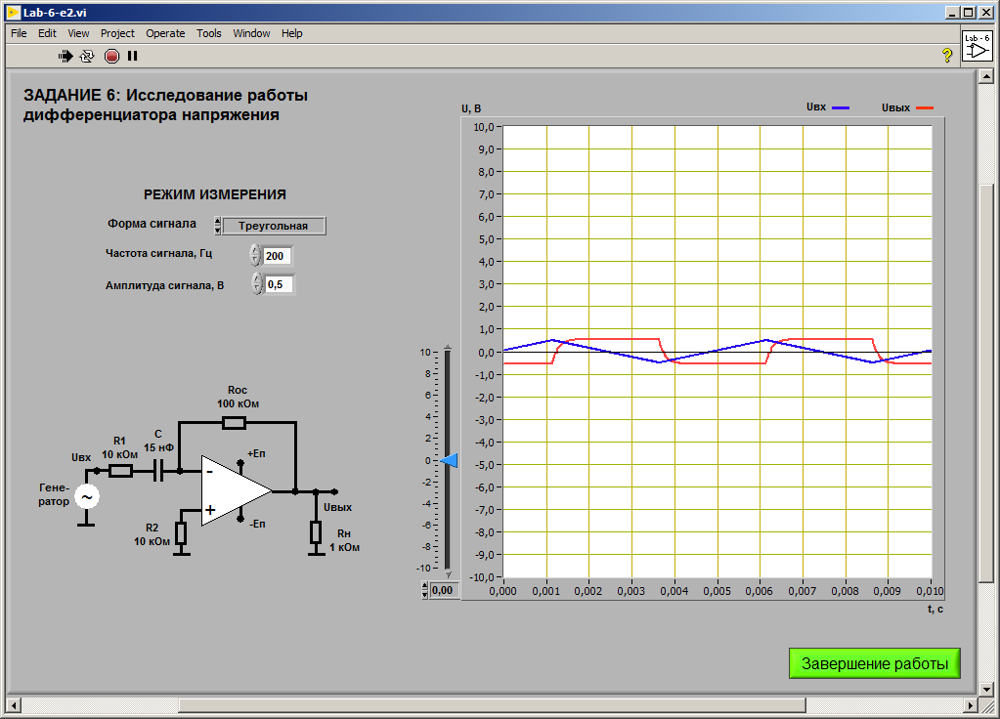 Lab-6-e2.vi
File Edit View Project Operate Tools Window Help
Lab - 6
?
ЗАДАНИЕ 6: Исследование работы
дифференциатора напряжения
РЕЖИМ ИЗМЕРЕНИЯ
Форма сигнала Треугольная
Частота сигнала, Гц 200
Амплитуда сигнала, В 0,5
U, В Uвх Uвых
10,0
9,0
8,0
7,0
6,0
5,0
4,0
3,0
2,0
1,0
0,0
-1,0
-2,0
-3,0
-4,0
-5,0
-6,0
-7,0
-8,0
-9,0
-10,0
0,000 0,001 0,002 0,003 0,004 0,005 0,006 0,007 0,008 0,009 0,010
t, с
10
8
6
4
2
0
-2
-4
-6
-8
-10
0,00
Rос
100 кОм
C
15 нФ
R1
10 кОм
Uвх
+Еп
-
Гене-
ратор
~
+
Uвых
-Еп
R2
10 кОм
Rн
1 кОм
Завершение работы